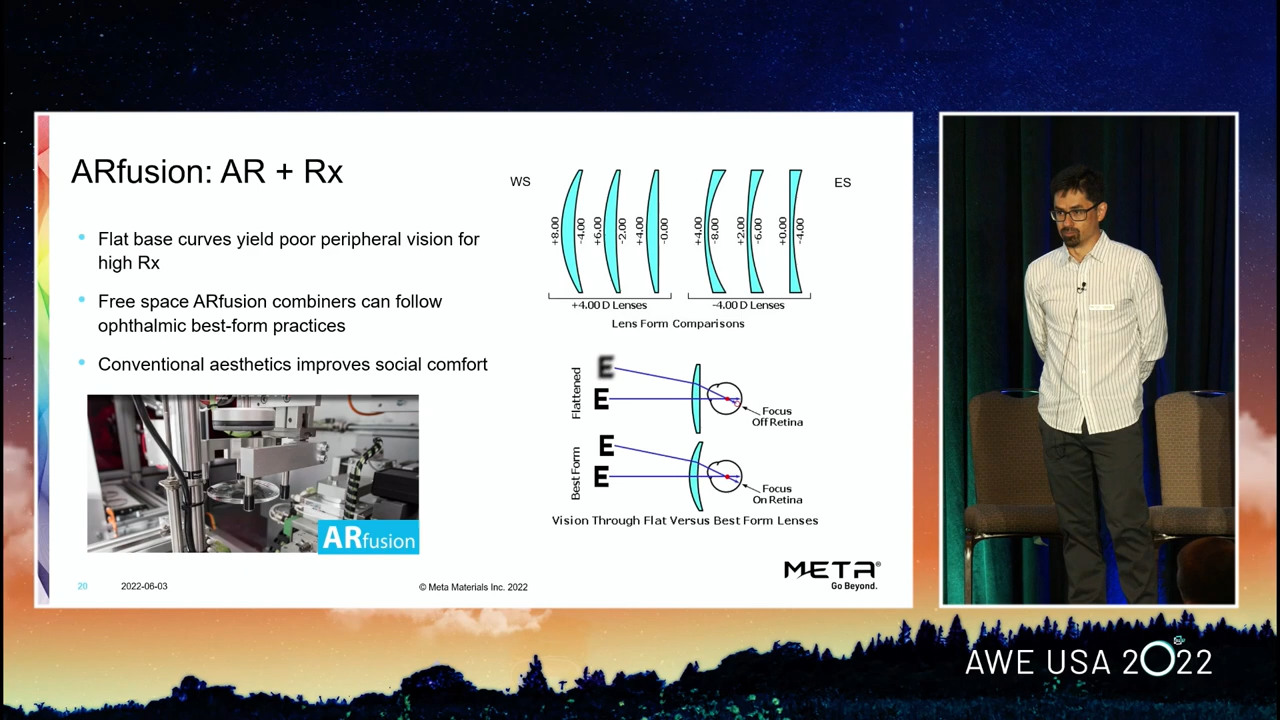 ARfusion: AR + Rx
Flat base curves yield poor peripheral vision for
high Rx
Free space ARfusion combiners can follow
ophthalmic best-form practices
Conventional aesthetics improves social comfort
ARfusion
WS
ES
+8.00
-4.00
+6.00
-2.00
+4.00
-0.00
+4.00
-8.00
+2.00
-6.00
+0.00
-4.00
+4.00 D Lenses
-4.00 D Lenses
Lens Form Comparisons
Flattened
E
E
Focus
Off Retina
Best Form
E
E
Focus
On Retina
Vision Through Flat Versus Best Form Lenses
20
2022-06-03
© Meta Materials Inc. 2022
META®
Go Beyond.
AWE USA 2022